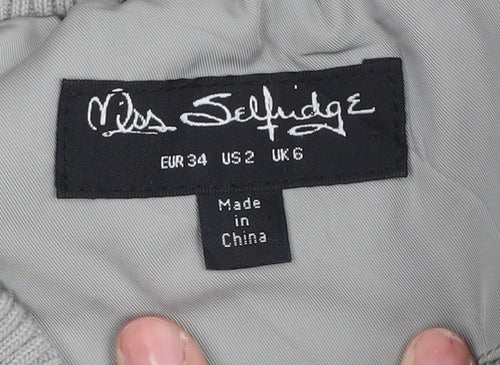 Miss Selfridge
EUR 34 US 2 UK 6
Made
in
China